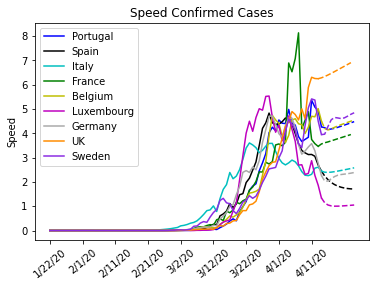 Speed Confirmed Cases
Speed
8
7
6
5
4
3
2
1
0
Portugal
Spain
Italy
France
Belgium
Luxembourg
Germany
UK
Sweden
1/22/20
2/1/20
2/11/20
2/21/20
3/2/20
3/12/20
3/22/20
4/1/20
4/11/20